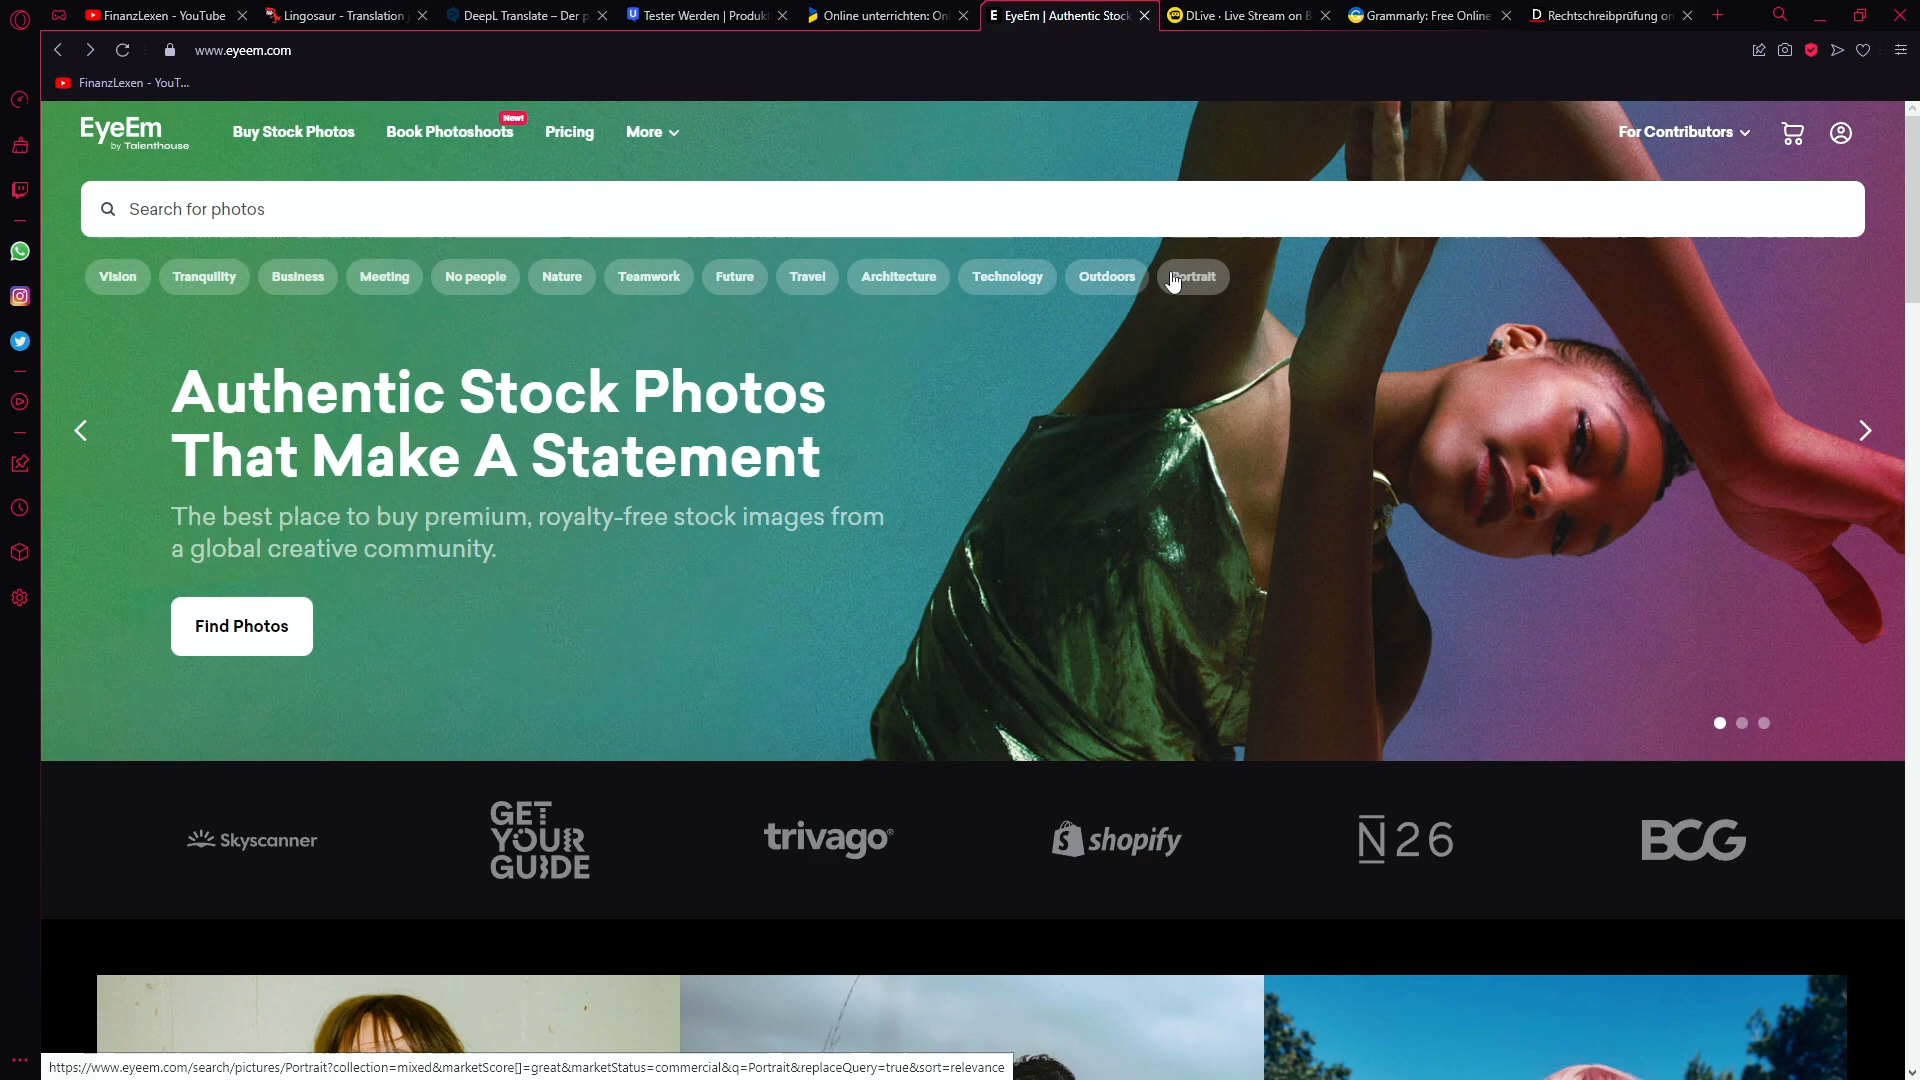 FinanzLexen - YouTube
Lingosaur - Translation
DeepL Translate – Der p
Tester Werden | Produkt
Online unterrichten: Onl
E EyeEm | Authentic Stock
DLive · Live Stream on B
Grammarly: Free Online
D Rechtschreibprüfung on
www.eyeem.com
FinanzLexen - YouT...
EyeEm
by Talenthouse
Buy Stock Photos
Book Photoshoots
New!
Pricing
More
For Contributors
Search for photos
Vision
Tranquility
Business
Meeting
No people
Nature
Teamwork
Future
Travel
Architecture
Technology
Outdoors
Portrait
Authentic Stock Photos
That Make A Statement
The best place to buy premium, royalty-free stock images from
a global creative community.
Find Photos
Skyscanner
GET
YOUR
GUIDE
trivago®
shopify
N26
BCG
https://www.eyeem.com/search/pictures/Portrait?collection=mixed&marketScore[]=great&marketStatus=commercial&q=Portrait&replaceQuery=true&sort=relevance